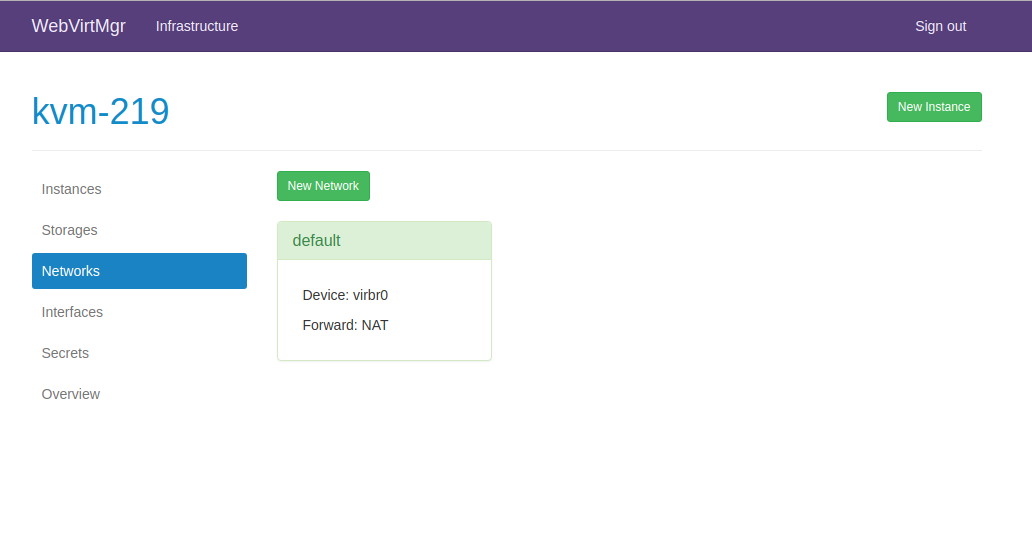 WebVirtMgr Infrastructure Sign out
kvm-219 New Instance
Instances
Storages
Networks
Interfaces
Secrets
Overview
New Network
default
Device: virbr0
Forward: NAT